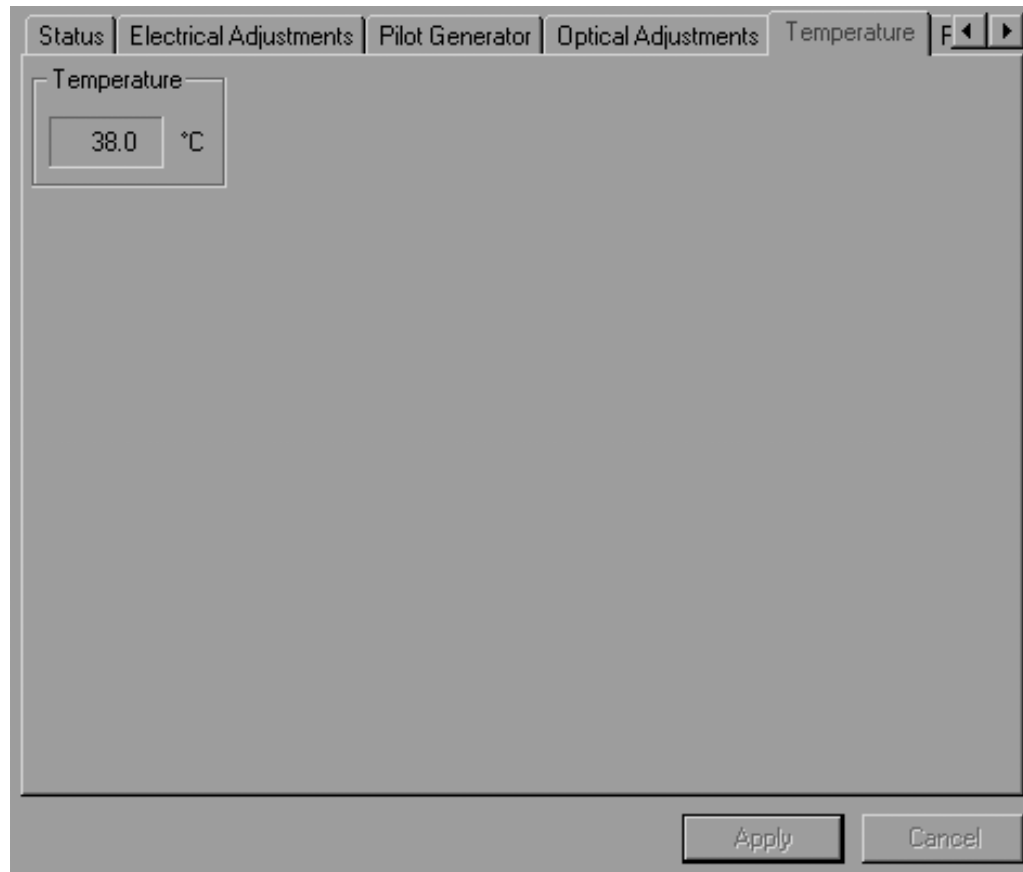 Status Electrical Adjustments Pilot Generator Optical Adjustments Temperature
Temperature
38.0 °C
Apply Cancel